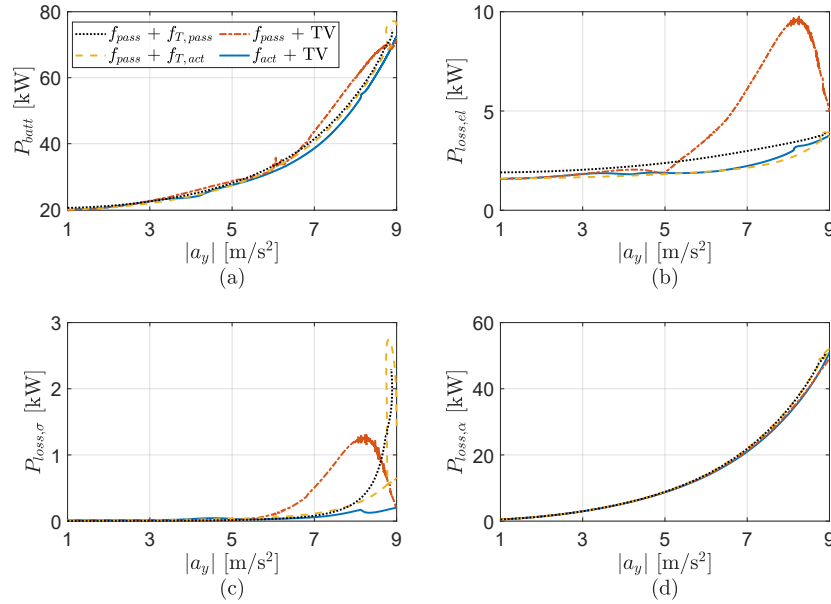 80
60
40
20
P_batt [kW]
f_pass + f_T,pass
f_pass + TV
f_pass + f_T,act
f_act + TV
1 3 5 7 9
|a_y| [m/s²]
(a)
10
5
0
P_loss,el [kW]
1 3 5 7 9
|a_y| [m/s²]
(b)
3
2
1
0
P_loss,σ [kW]
1 3 5 7 9
|a_y| [m/s²]
(c)
60
40
20
0
P_loss,α [kW]
1 3 5 7 9
|a_y| [m/s²]
(d)